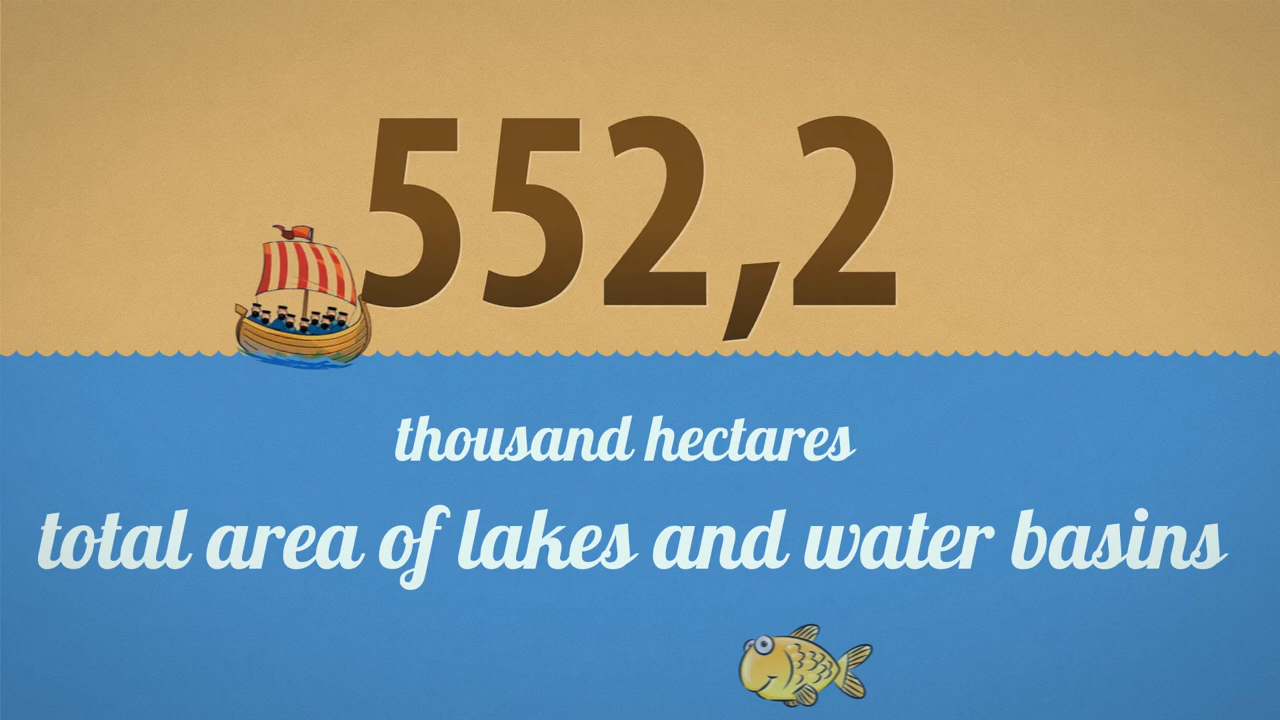 552,2
thousand hectares
total area of lakes and water basins